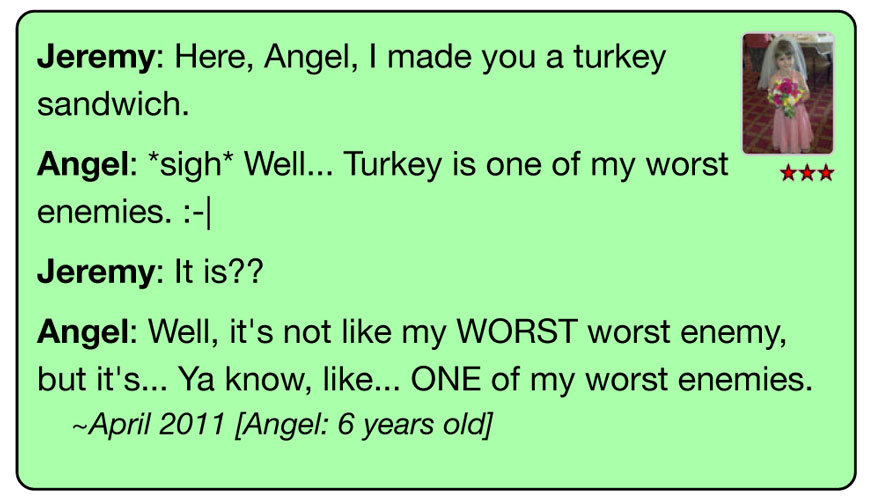 Jeremy: Here, Angel, I made you a turkey
sandwich.
Angel: *sigh* Well... Turkey is one of my worst
enemies. :-|
Jeremy: It is??
Angel: Well, it's not like my WORST worst enemy,
but it's... Ya know, like... ONE of my worst enemies.
~April 2011 [Angel: 6 years old]